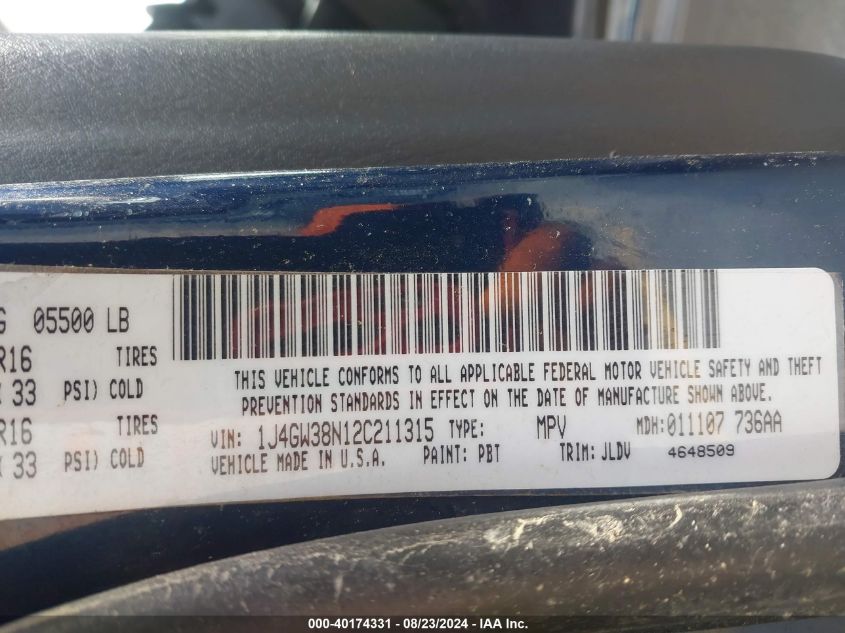 G 05500 LB
R16 TIRES
33 PSI) COLD
R16 TIRES
33 PSI) COLD
THIS VEHICLE CONFORMS TO ALL APPLICABLE FEDERAL MOTOR VEHICLE SAFETY AND THEFT
PREVENTION STANDARDS IN EFFECT ON THE DATE OF MANUFACTURE SHOWN ABOVE.
VIN: 1J4GW38N12C211315 TYPE: MPV MDH: 011107 736AA
VEHICLE MADE IN U.S.A. PAINT: PBT TRIM: JLDV 4648509
000-40174331 - 08/23/2024 - IAA Inc.